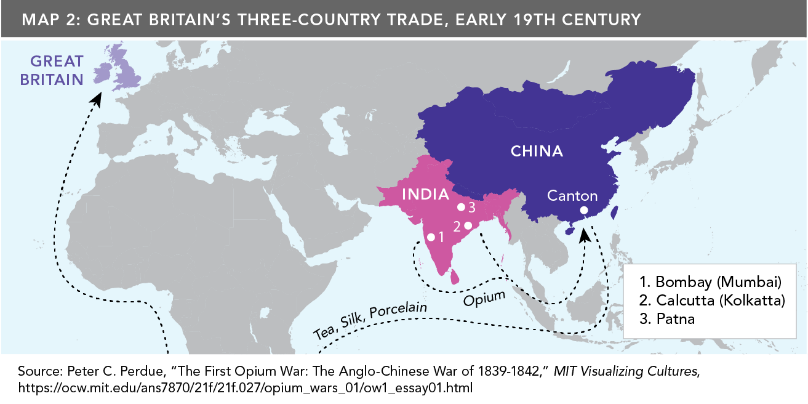 MAP 2: GREAT BRITAIN'S THREE-COUNTRY TRADE, EARLY 19TH CENTURY
GREAT
BRITAIN
CHINA
INDIA
Canton
3
2
1
Opium
Tea, Silk, Porcelain
1. Bombay (Mumbai)
2. Calcutta (Kolkatta)
3. Patna
Source: Peter C. Perdue, “The First Opium War: The Anglo-Chinese War of 1839-1842,” MIT Visualizing Cultures,
https://ocw.mit.edu/ans7870/21f/21f.027/opium_wars_01/ow1_essay01.html